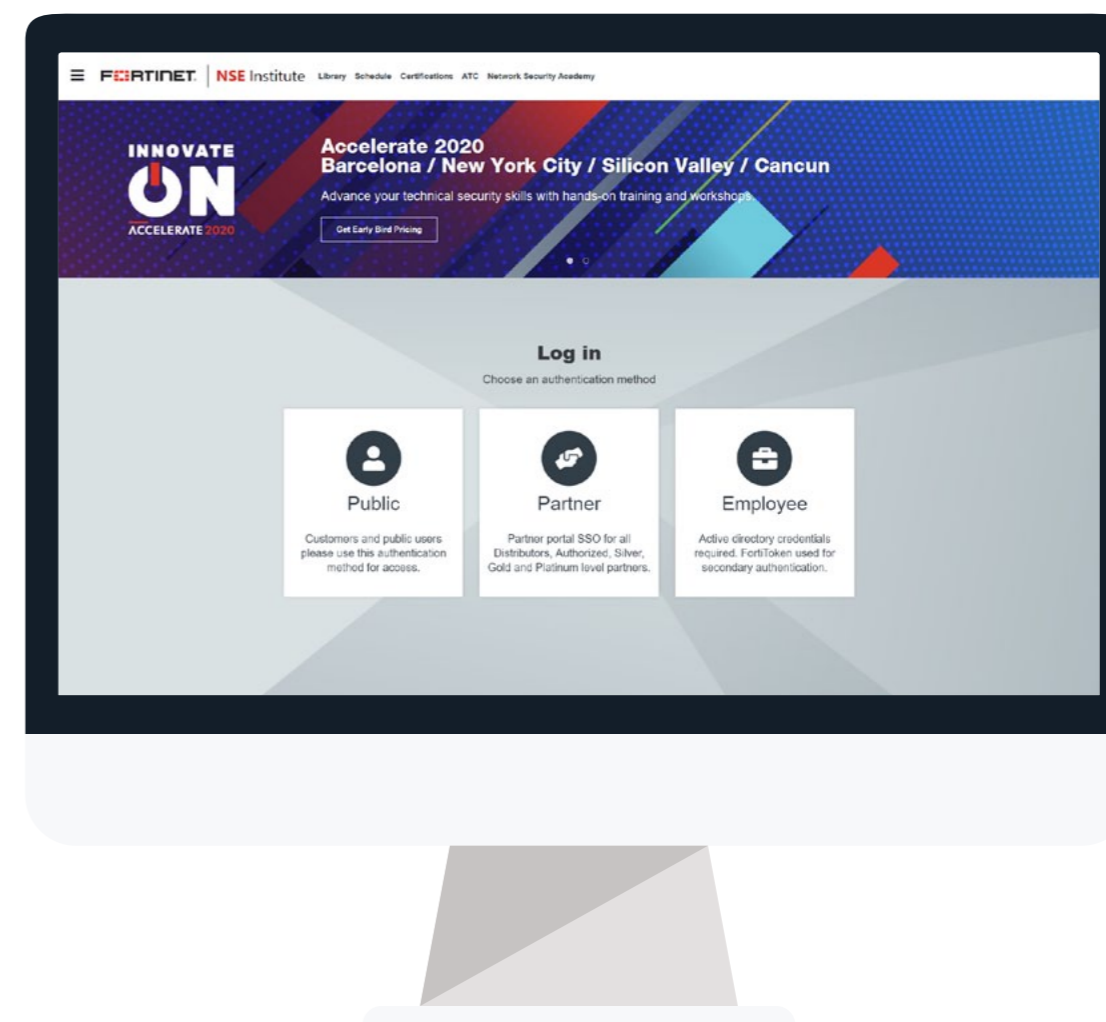 FORTINET NSE Institute Library Schedule Certifications ATC Network Security Academy
INNOVATE
ON
ACCELERATE 2020
Accelerate 2020
Barcelona / New York City / Silicon Valley / Cancun
Advance your technical security skills with hands-on training and workshops.
Get Early Bird Pricing
Log in
Choose an authentication method
Public
Customers and public users
please use this authentication
method for access.
Partner
Partner portal SSO for all
Distributors, Authorized, Silver,
Gold and Platinum level partners.
Employee
Active directory credentials
required. FortiToken used for
secondary authentication.